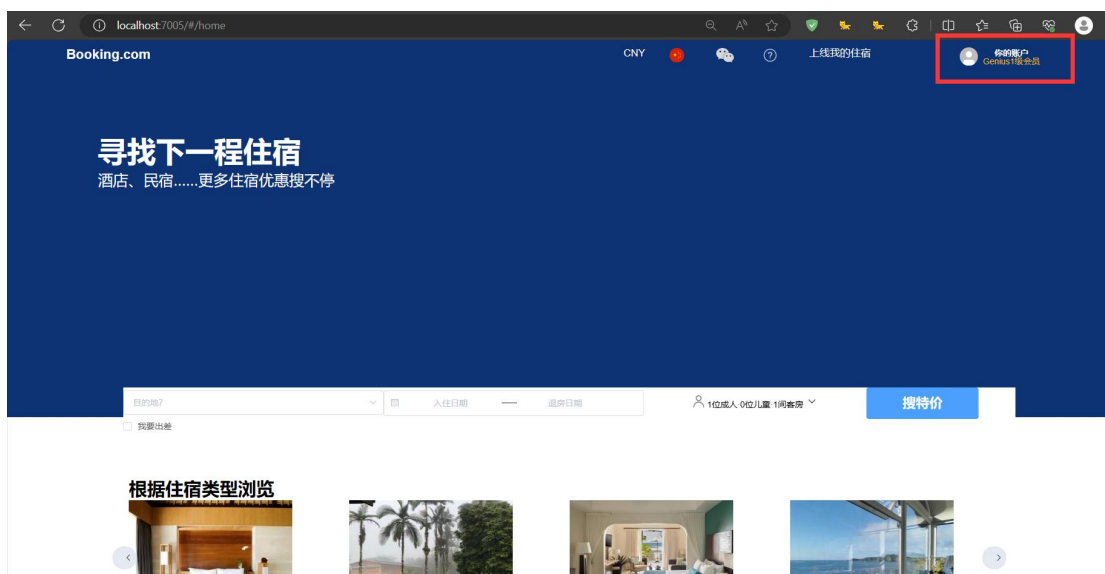 localhost:7005/#/home
Booking.com
CNY
上线我的住宿
你的账户
Genius1级会员
寻找下一程住宿
酒店、民宿......更多住宿优惠搜不停
目的地?
入住日期 — 退房日期
1位成人·0位儿童·1间客房
搜特价
我要出差
根据住宿类型浏览